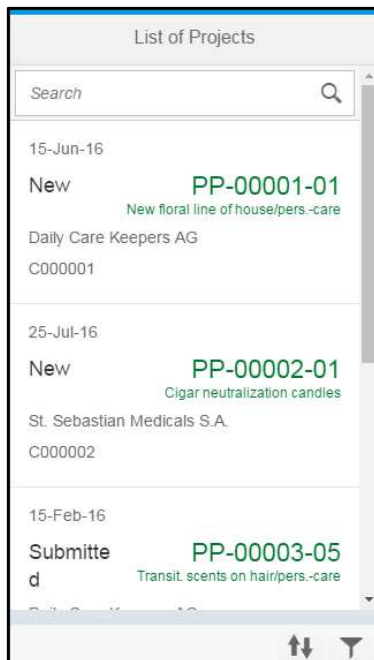 List of Projects
Search
15-Jun-16
New PP-00001-01
New floral line of house/pers.-care
Daily Care Keepers AG
C000001
25-Jul-16
New PP-00002-01
Cigar neutralization candles
St. Sebastian Medicals S.A.
C000002
15-Feb-16
Submitte PP-00003-05
d Transit. scents on hair/pers.-care